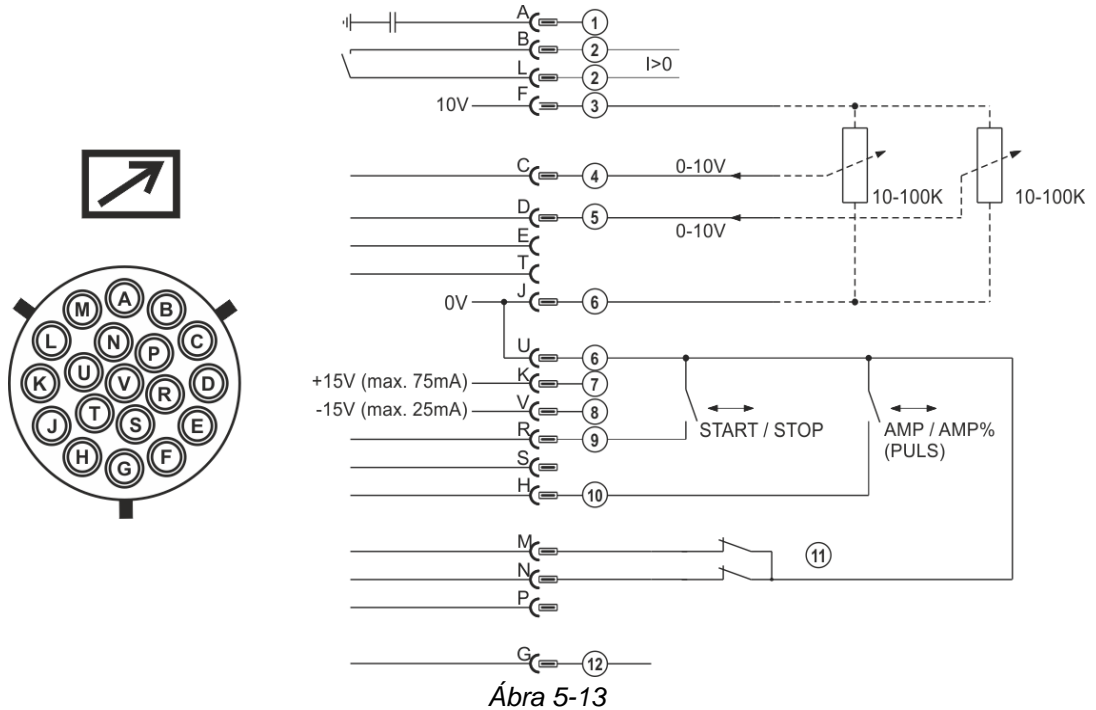 A 1
B 2
L 2 I>0
10V F 3
C 4 0-10V 10-100K 10-100K
D 5 0-10V
E
T
0V J 6
U 6
+15V (max. 75mA) K 7
-15V (max. 25mA) V 8
R 9 START / STOP AMP / AMP% (PULS)
S
H 10
M 11
N
P
G 12
A
M B
L N P C
K U V R D
J T S E
H G F
Ábra 5-13